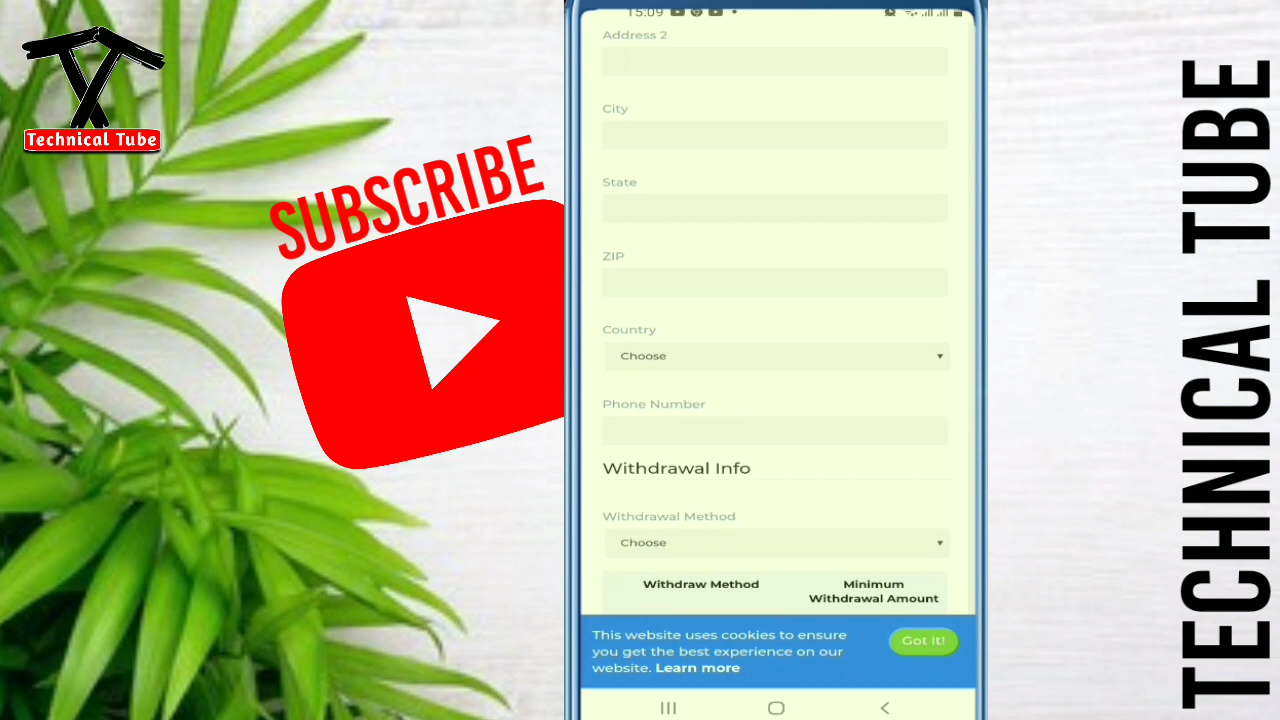 Technical Tube
SUBSCRIBE
15:09
Address 2
City
State
ZIP
Country
Choose
Phone Number
Withdrawal Info
Withdrawal Method
Choose
Withdraw Method
Minimum
Withdrawal Amount
This website uses cookies to ensure
you get the best experience on our
website. Learn more
Got it!
TECHNICAL TUBE